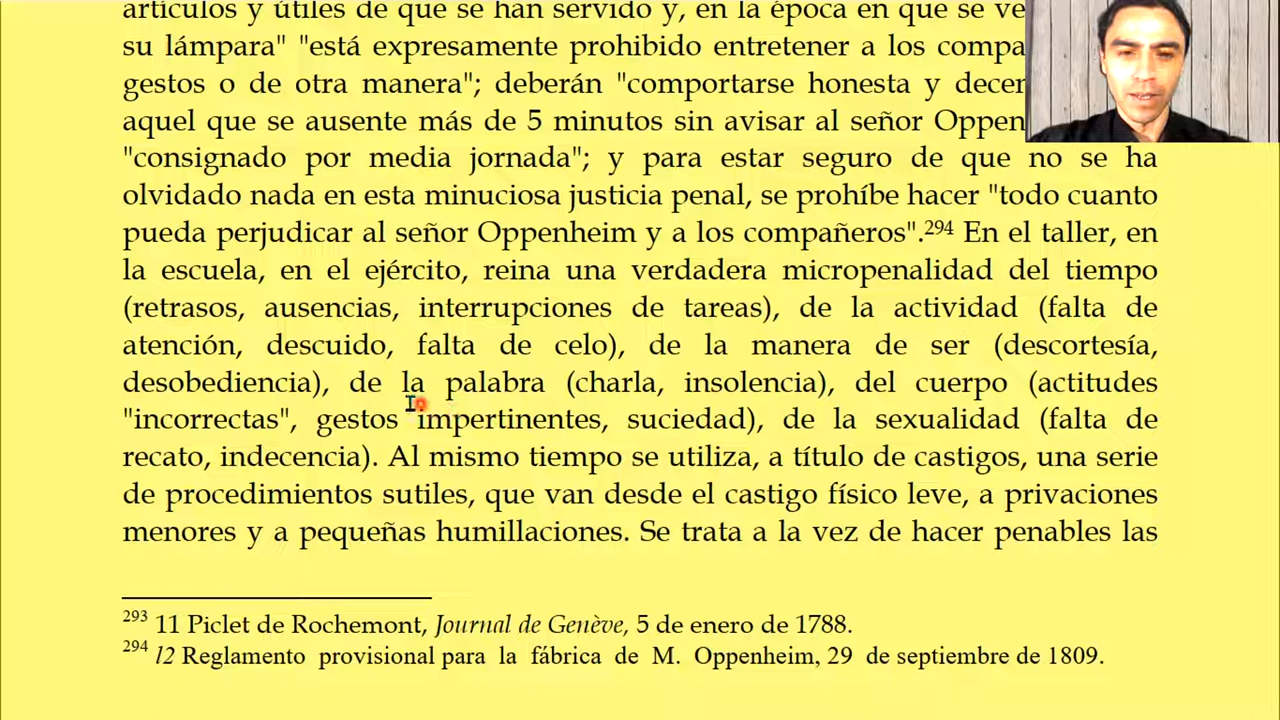 artículos y útiles de que se han servido y, en la época en que se
su lámpara" "está expresamente prohibido entretener a los
gestos o de otra manera"; deberán "comportarse honesta y
aquel que se ausente más de 5 minutos sin avisar al señor
"consignado por media jornada"; y para estar seguro de que no se ha
olvidado nada en esta minuciosa justicia penal, se prohíbe hacer "todo cuanto
pueda perjudicar al señor Oppenheim y a los compañeros".294 En el taller, en
la escuela, en el ejército, reina una verdadera micropenalidad del tiempo
(retrasos, ausencias, interrupciones de tareas), de la actividad (falta de
atención, descuido, falta de celo), de la manera de ser (descortesía,
desobediencia), de la palabra (charla, insolencia), del cuerpo (actitudes
"incorrectas", gestos impertinentes, suciedad), de la sexualidad (falta de
recato, indecencia). Al mismo tiempo se utiliza, a título de castigos, una serie
de procedimientos sutiles, que van desde el castigo físico leve, a privaciones
menores y a pequeñas humillaciones. Se trata a la vez de hacer penables las
293 11 Piclet de Rochemont, Journal de Genève, 5 de enero de 1788.
294 l2 Reglamento provisional para la fábrica de M. Oppenheim, 29 de septiembre de 1809.